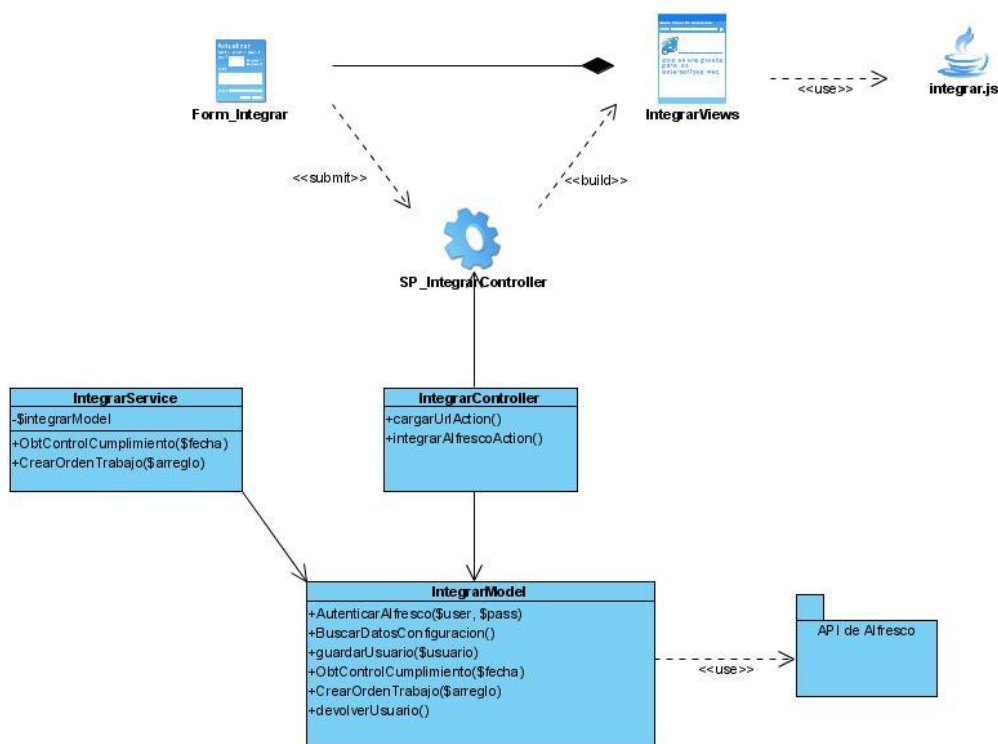 Actualizar
Form_Integrar
IntegrarViews
<<use>>
integrar.js
<<submit>>
<<build>>
SP_IntegrarController
IntegrarService
-$integrarModel
+ObtControlCumplimiento($fecha)
+CrearOrdenTrabajo($arreglo)
IntegrarController
+cargarUrlAction()
+integrarAlfrescoAction()
IntegrarModel
+AutenticarAlfresco($user, $pass)
+BuscarDatosConfiguracion()
+guardarUsuario($usuario)
+ObtControlCumplimiento($fecha)
+CrearOrdenTrabajo($arreglo)
+devolverUsuario()
<<use>>
API de Alfresco